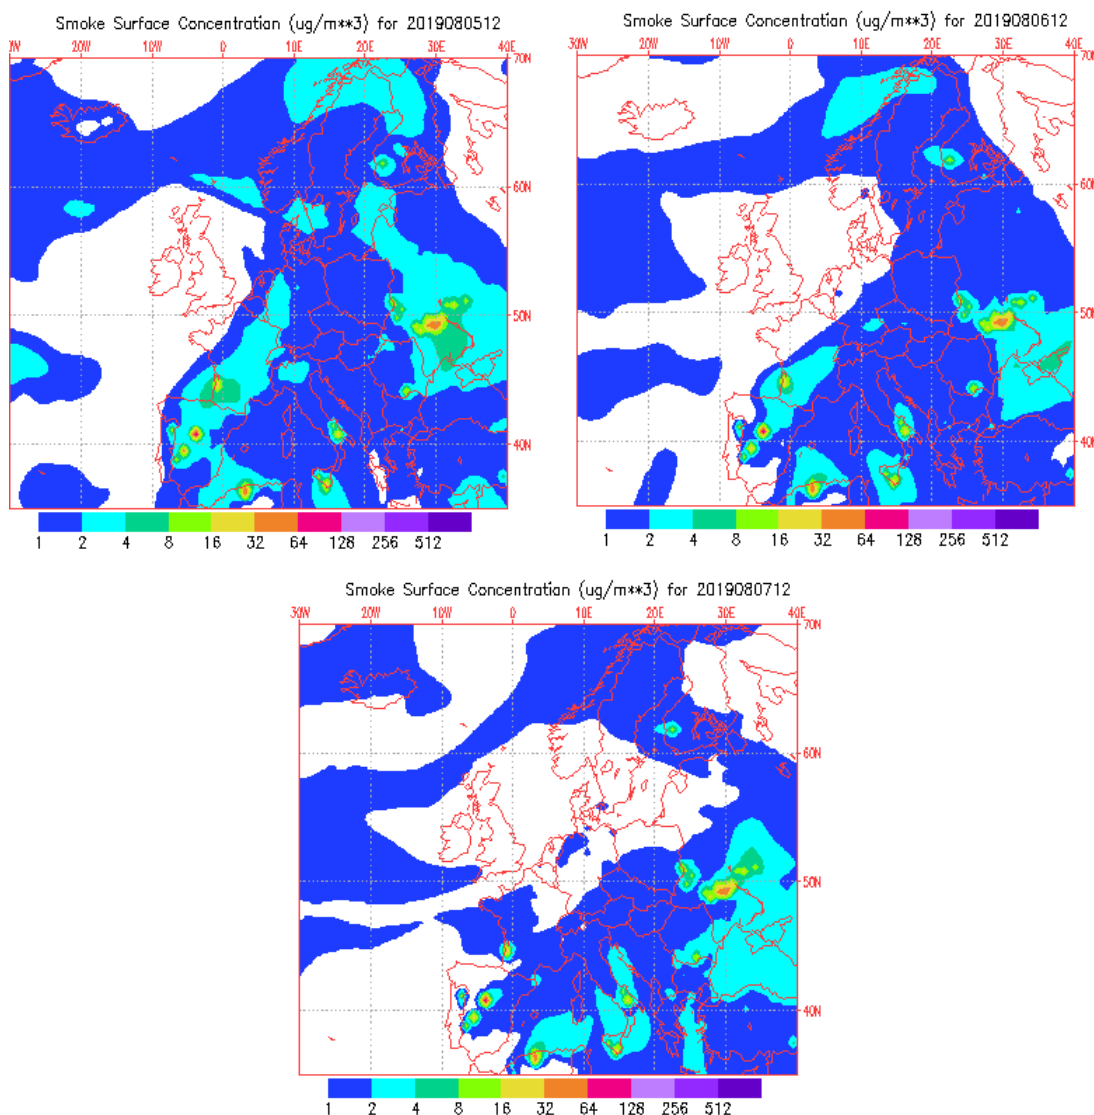 Smoke Surface Concentration (ug/m**3) for 2019080512
30W 20W 10W 0 10E 20E 30E 40E
70N
60N
50N
40N
1 2 4 8 16 32 64 128 256 512
Smoke Surface Concentration (ug/m**3) for 2019080612
30W 20W 10W 0 10E 20E 30E 40E
70N
60N
50N
40N
1 2 4 8 16 32 64 128 256 512
Smoke Surface Concentration (ug/m**3) for 2019080712
30W 20W 10W 0 10E 20E 30E 40E
70N
60N
50N
40N
1 2 4 8 16 32 64 128 256 512